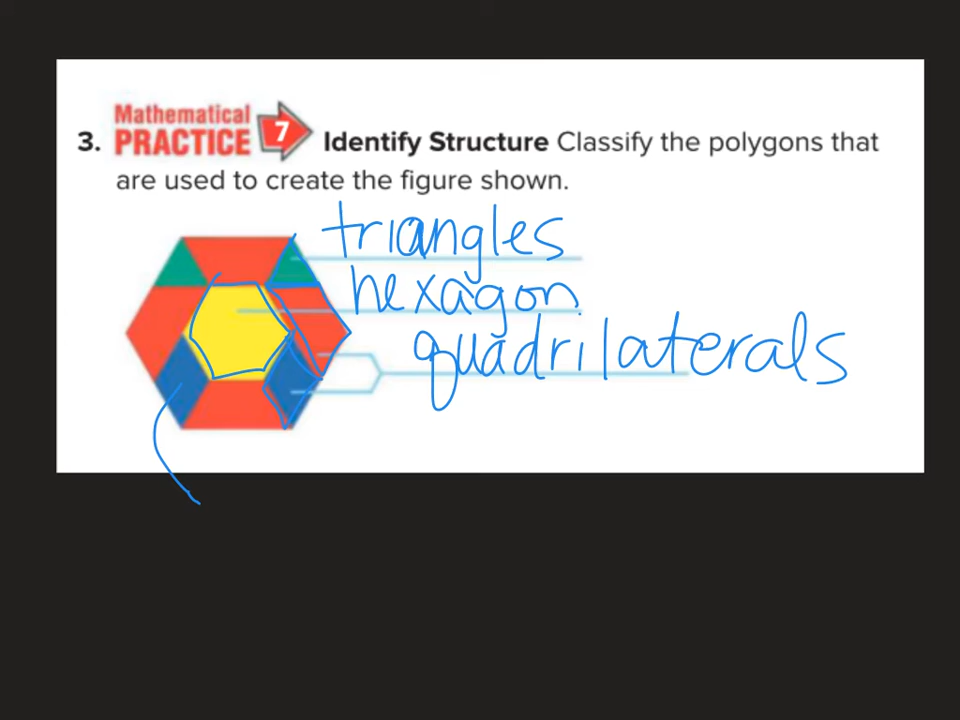 Mathematical
3. PRACTICE 7 Identify Structure Classify the polygons that
are used to create the figure shown.
triangles
hexagon
quadrilaterals